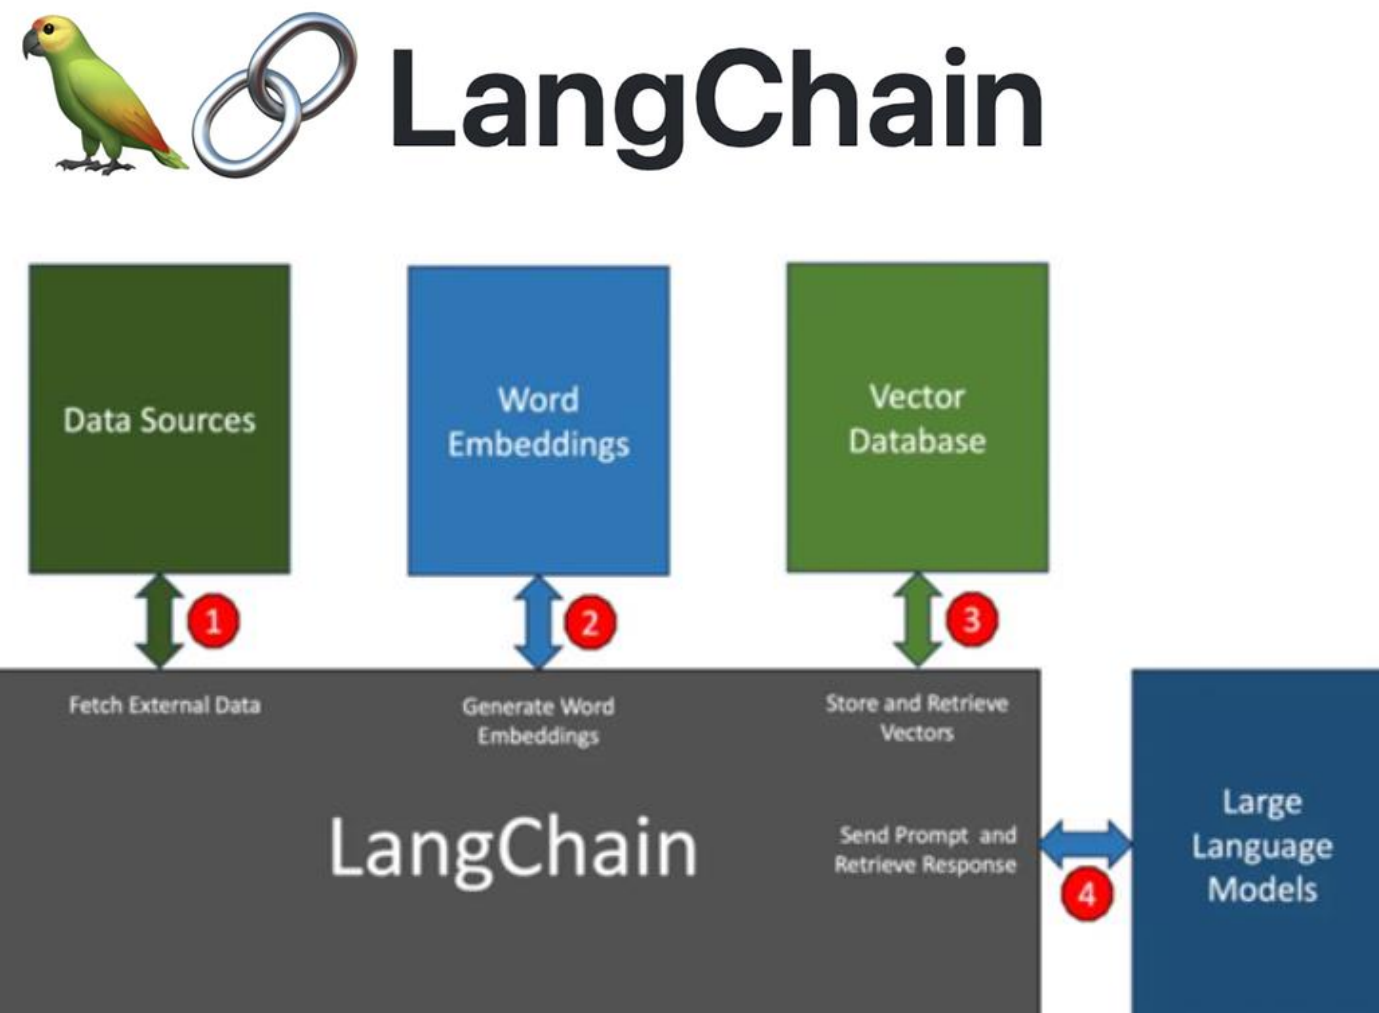 LangChain
Data Sources
Word
Embeddings
Vector
Database
1
2
3
Fetch External Data
Generate Word
Embeddings
Store and Retrieve
Vectors
LangChain
Send Prompt and
Retrieve Response
4
Large
Language
Models